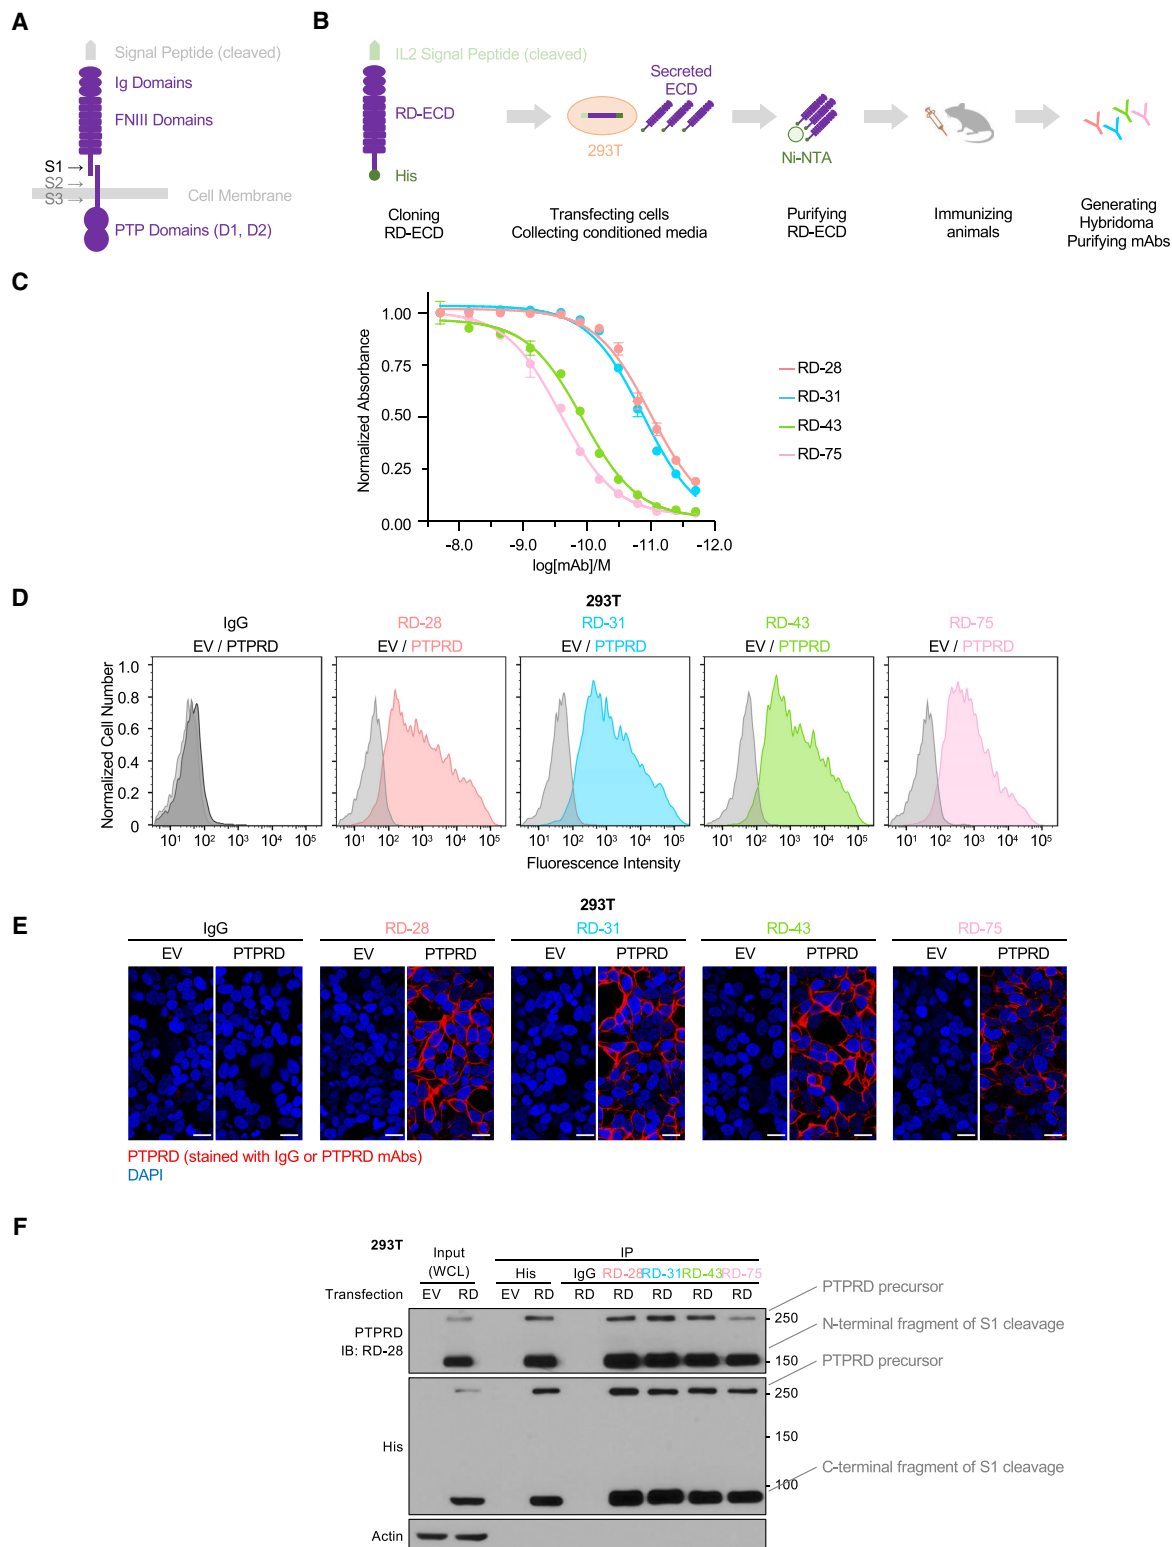 A
Signal Peptide (cleaved)
Ig Domains
FNIII Domains
S1→
S2→
S3→
Cell Membrane
PTP Domains (D1, D2)
B
IL2 Signal Peptide (cleaved)
RD-ECD
His
Cloning
RD-ECD
293T
Secreted
ECD
Transfecting cells
Collecting conditioned media
Ni-NTA
Purifying
RD-ECD
Immunizing
animals
Generating
Hybridoma
Purifying mAbs
C
Normalized Absorbance
1.00
0.75
0.50
0.25
0.00
-8.0 -9.0 -10.0 -11.0 -12.0
log[mAb]/M
RD-28
RD-31
RD-43
RD-75
D
293T
IgG RD-28 RD-31 RD-43 RD-75
EV / PTPRD EV / PTPRD EV / PTPRD EV / PTPRD EV / PTPRD
Normalized Cell Number
1.0
0.8
0.6
0.4
0.2
0
10¹ 10² 10³ 10⁴ 10⁵ 10¹ 10² 10³ 10⁴ 10⁵ 10¹ 10² 10³ 10⁴ 10⁵ 10¹ 10² 10³ 10⁴ 10⁵ 10¹ 10² 10³ 10⁴ 10⁵
Fluorescence Intensity
E
293T
IgG RD-28 RD-31 RD-43 RD-75
EV PTPRD EV PTPRD EV PTPRD EV PTPRD EV PTPRD
PTPRD (stained with IgG or PTPRD mAbs)
DAPI
F
293T
Input
(WCL)
IP
His IgG RD-28 RD-31 RD-43 RD-75
Transfection EV RD EV RD RD RD RD RD RD
PTPRD
IB: RD-28
250
150
PTPRD precursor
N-terminal fragment of S1 cleavage
His
250
150
100
PTPRD precursor
C-terminal fragment of S1 cleavage
Actin